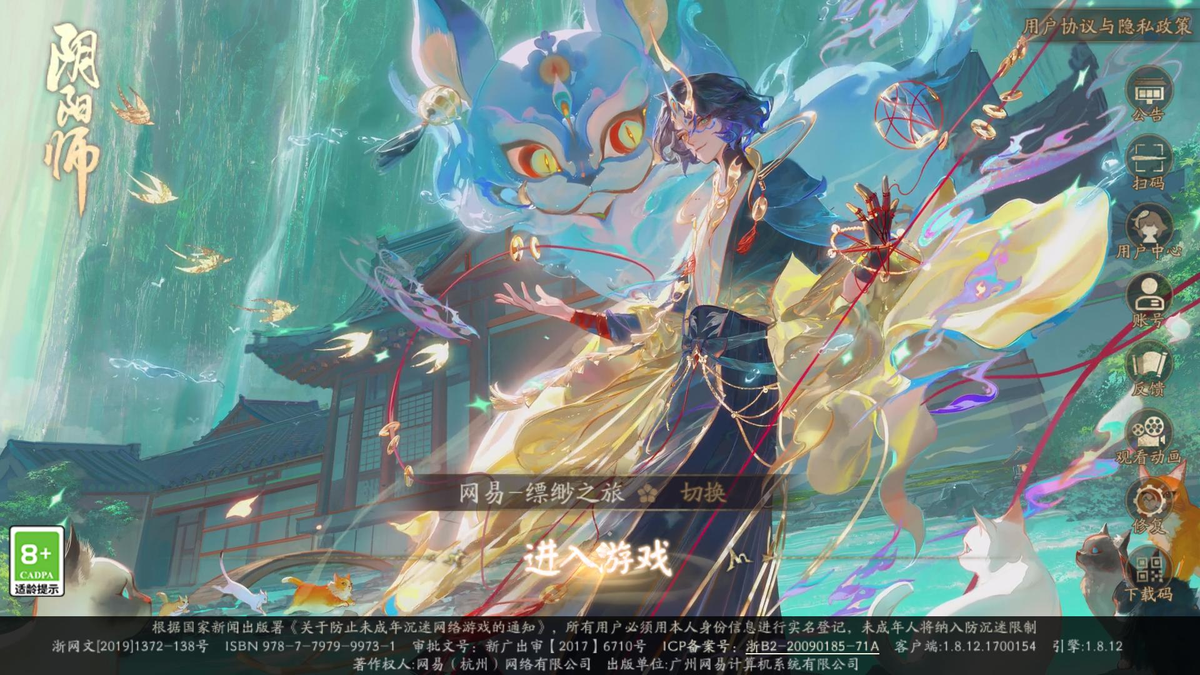 阴阳师
用户协议与隐私政策
公告
扫码
用户中心
账号
反馈
观看动画
修复
下载码
网易-缥缈之旅 切换
进入游戏
8+
CADPA
适龄提示
根据国家新闻出版署《关于防止未成年沉迷网络游戏的通知》，所有用户必须用本人身份信息进行实名登记，未成年人将纳入防沉迷限制
浙网文[2019]1372-138号 ISBN 978-7-7979-9973-1 审批文号：新广出审【2017】6710号 ICP备案号：浙B2-20090185-71A 客户端:1.8.12.1700154 引擎:1.8.12
著作权人:网易（杭州）网络有限公司 出版单位:广州网易计算机系统有限公司